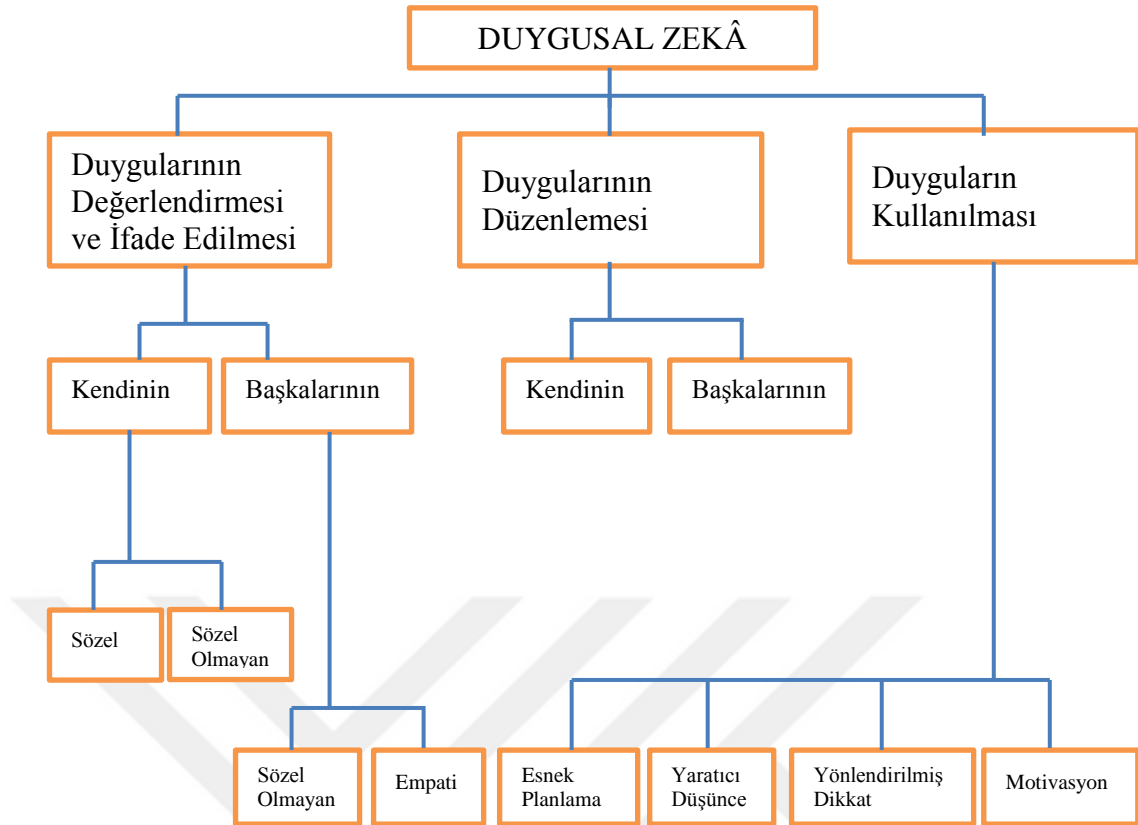 DUYGUSAL ZEKÂ
Duygularının
Değerlendirmesi
ve İfade Edilmesi
Duygularının
Düzenlemesi
Duyguların
Kullanılması
Kendinin
Başkalarının
Kendinin
Başkalarının
Sözel
Sözel
Olmayan
Sözel
Olmayan
Empati
Esnek
Planlama
Yaratıcı
Düşünce
Yönlendirilmiş
Dikkat
Motivasyon